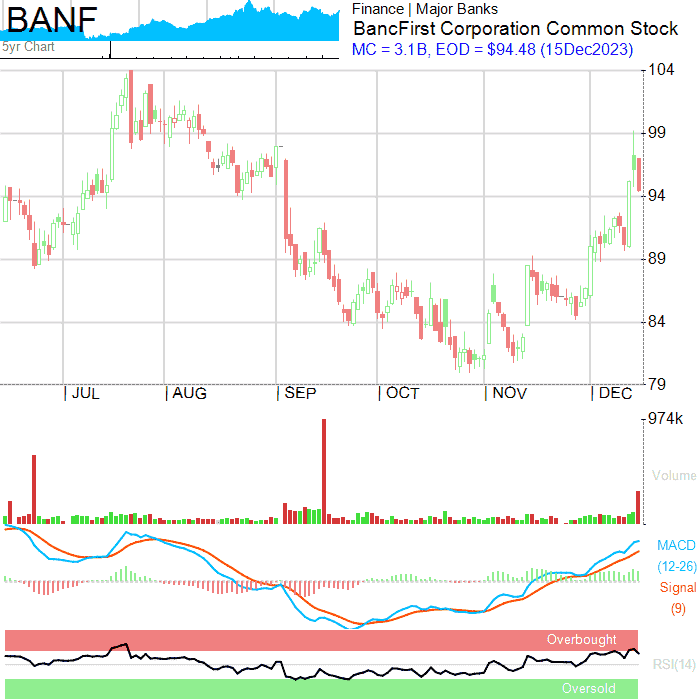 BANF
5yr Chart
Finance | Major Banks
BancFirst Corporation Common Stock
MC = 3.1B, EOD = $94.48 (15Dec2023)
104
99
94
89
84
79
| JUL | AUG | SEP | OCT | NOV | DEC
974k
Volume
MACD
(12-26)
Signal
(9)
Overbought
RSI(14)
Oversold